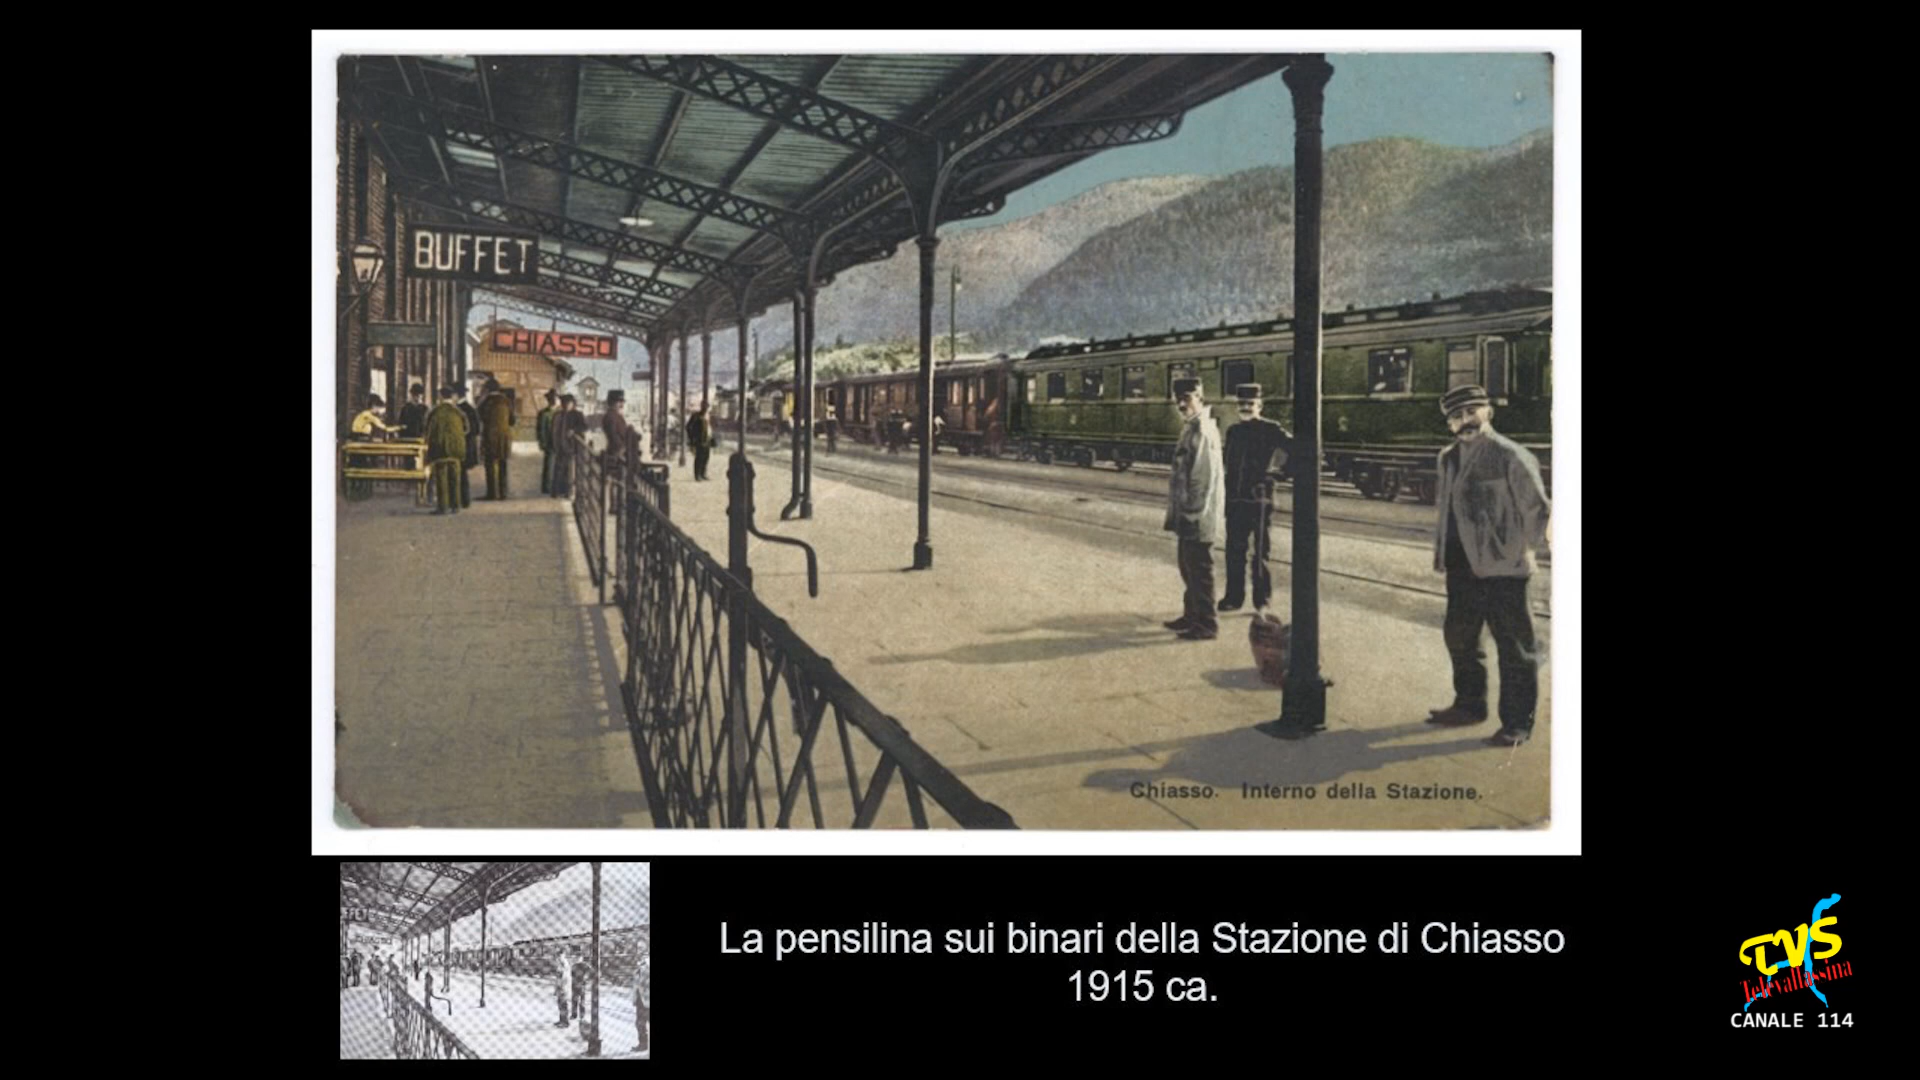 BUFFET
CHIASSO
Chiasso. Interno della Stazione.
La pensilina sui binari della Stazione di Chiasso
1915 ca.
TVS
Televallassina
CANALE 114